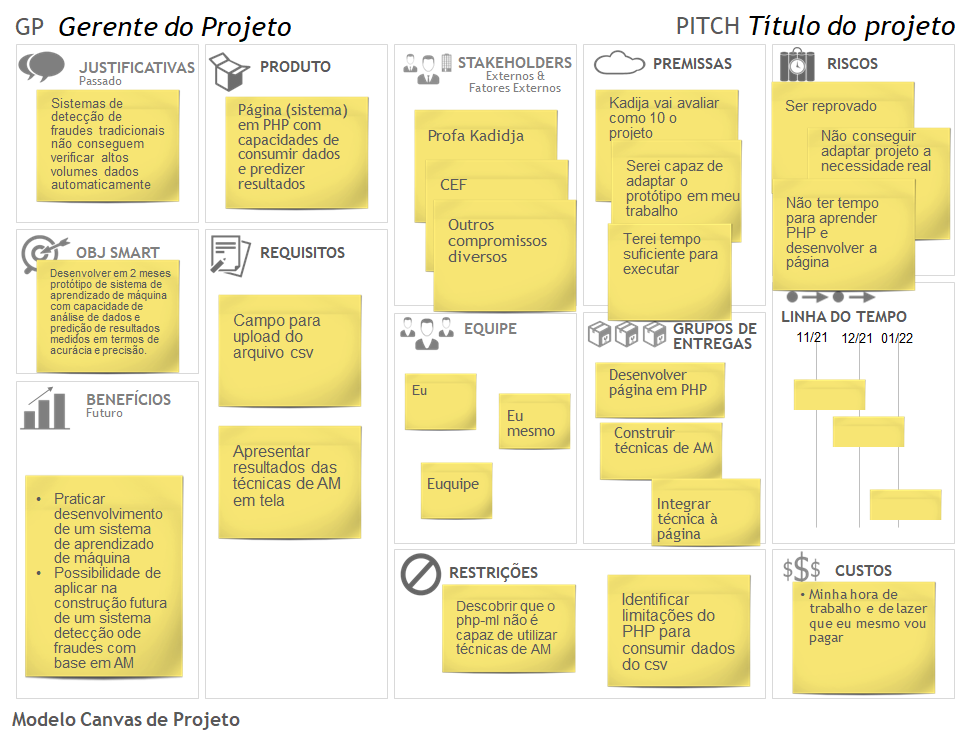 GP Gerente do Projeto
PITCH Título do projeto
JUSTIFICATIVAS
Passado
Sistemas de
detecção de
fraudes tradicionais
não conseguem
verificar altos
volumes dados
automaticamente
OBJ SMART
Desenvolver em 2 meses
protótipo de sistema de
aprendizado de máquina
com capacidade de
análise de dados e
predição de resultados
medidos em termos de
acurácia e precisão.
BENEFÍCIOS
Futuro
• Praticar
desenvolvimento
de um sistema
de aprendizado
de máquina
• Possibilidade de
aplicar na
construção futura
de um sistema
detecção ode
fraudes com
base em AM
PRODUTO
Página (sistema)
em PHP com
capacidades de
consumir dados
e predizer
resultados
REQUISITOS
Campo para
upload do
arquivo csv
Apresentar
resultados das
técnicas de AM
em tela
STAKEHOLDERS
Externos &
Fatores Externos
Profa Kadidja
CEF
Outros
compromissos
diversos
EQUIPE
Eu
Eu
mesmo
Euquipe
PREMISSAS
Kadija vai avaliar
como 10 o
projeto
Serei capaz de
adaptar o
protótipo em meu
trabalho
Terei tempo
suficiente para
executar
GRUPOS DE
ENTREGAS
Desenvolver
página em PHP
Construir
técnicas de AM
Integrar
técnica à
página
RISCOS
Ser reprovado
Não conseguir
adaptar projeto a
necessidade real
Não ter tempo
para aprender
PHP e
desenvolver a
página
LINHA DO TEMPO
11/21
12/21
01/22
RESTRIÇÕES
Descobrir que o
php-ml não é
capaz de utilizar
técnicas de AM
Identificar
limitações do
PHP para
consumir dados
do csv
$$$
CUSTOS
• Minha hora de
trabalho e de lazer
que eu mesmo vou
pagar
Modelo Canvas de Projeto